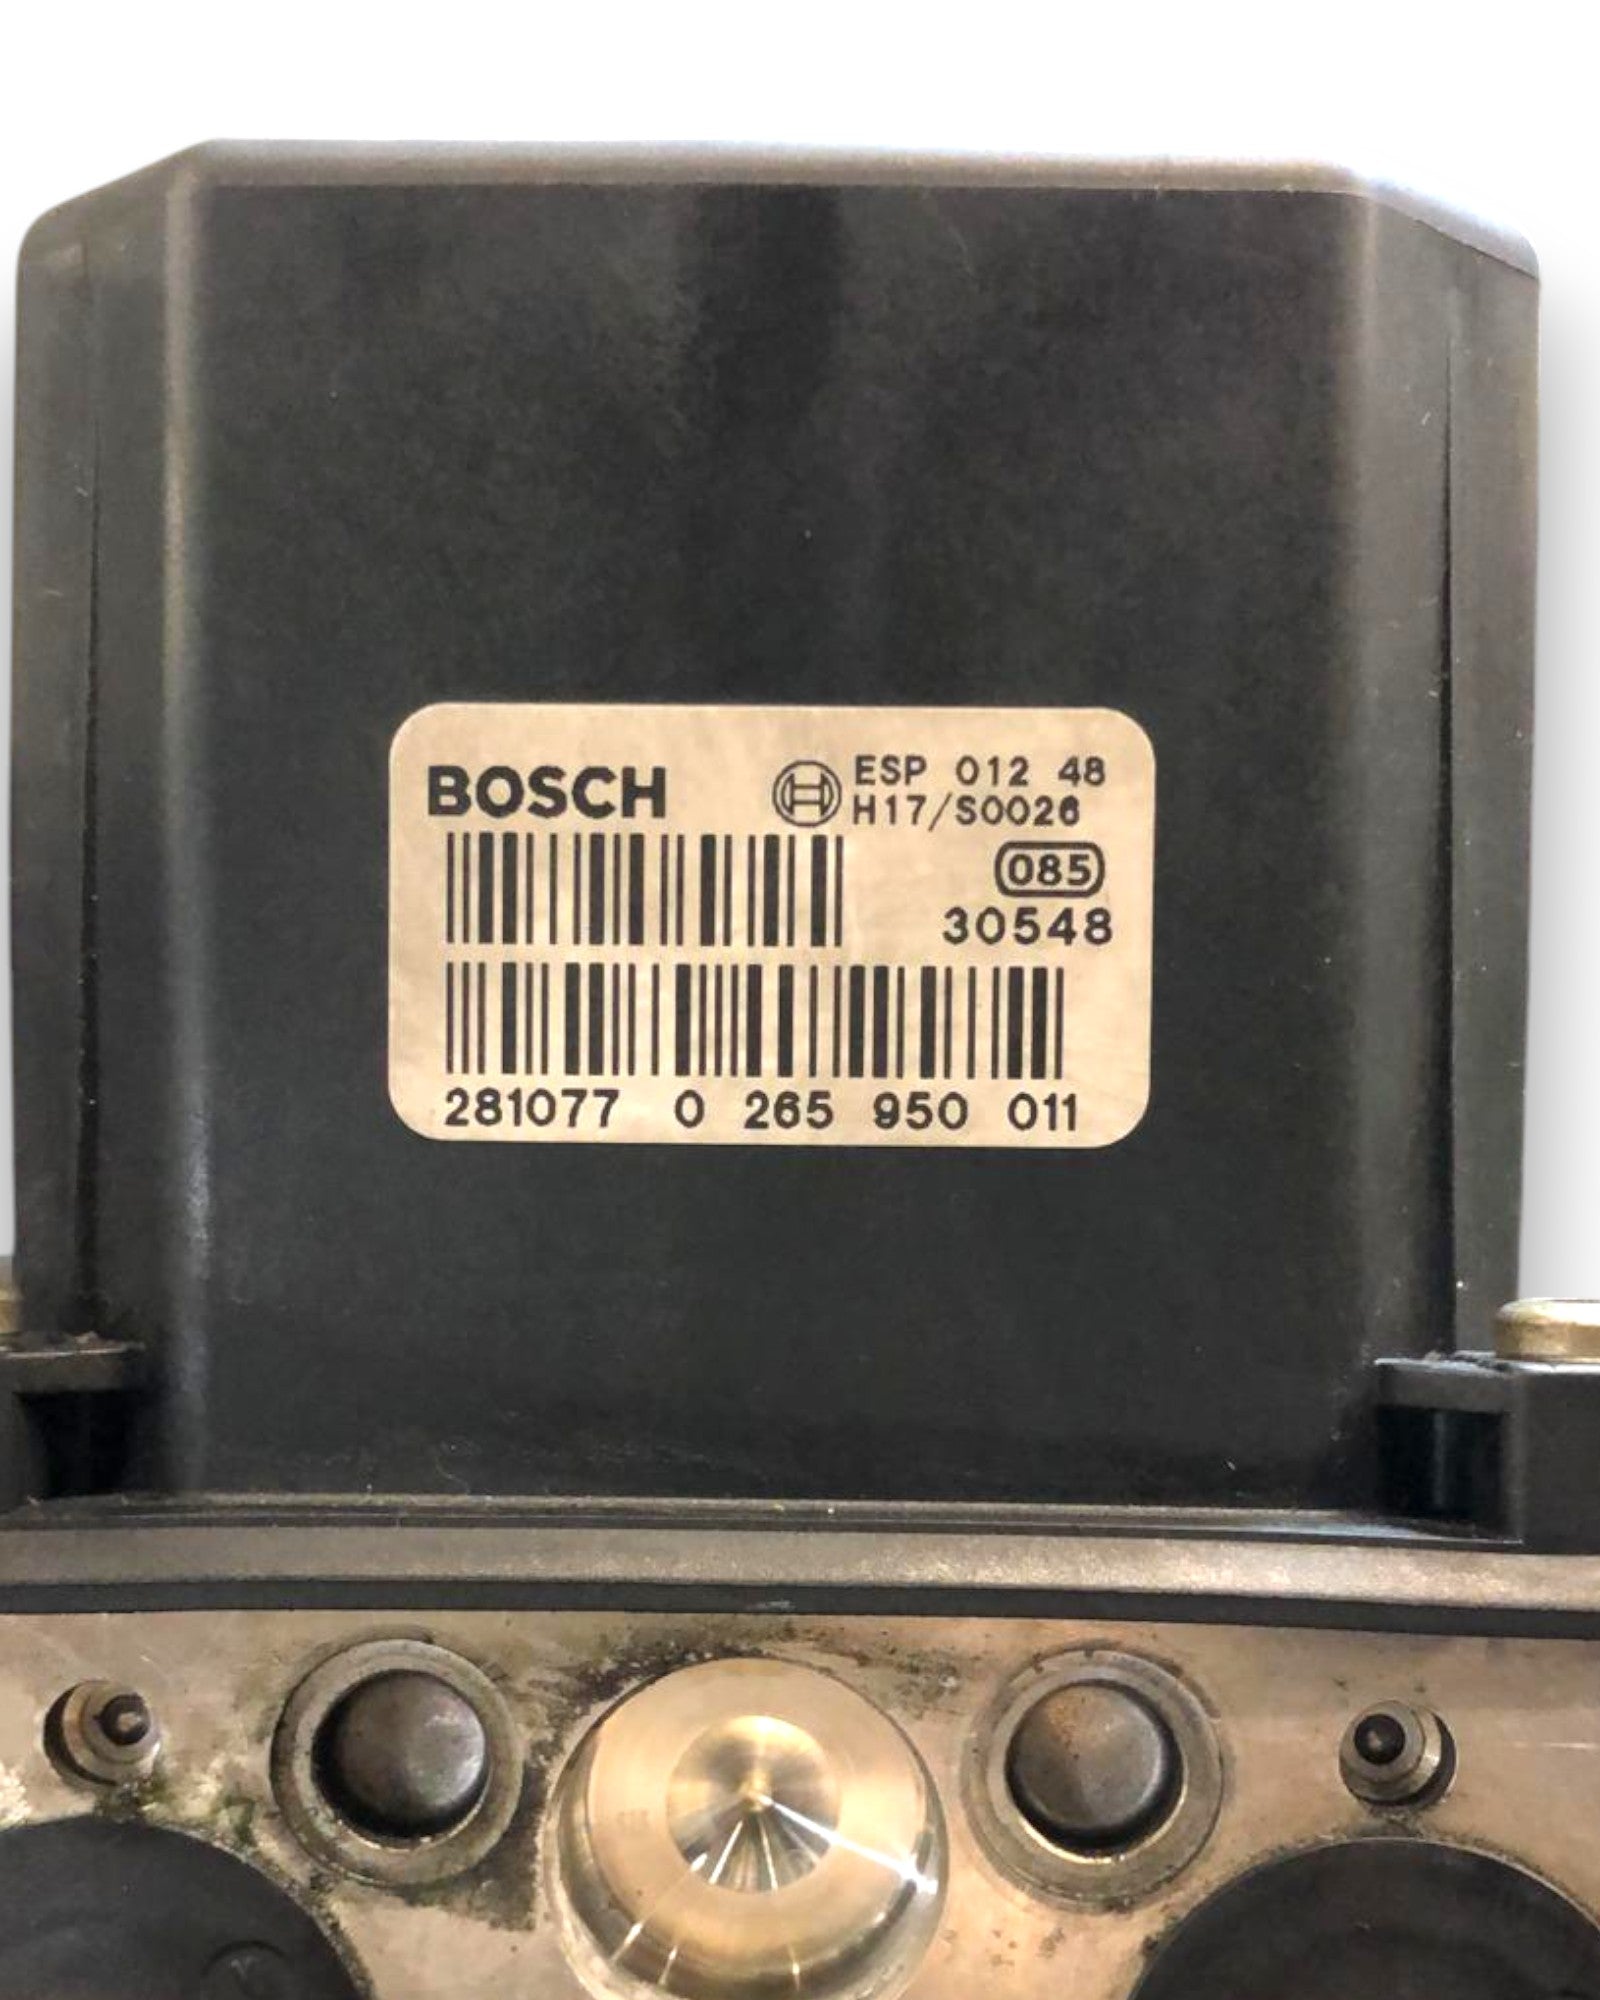 BOSCH
ESP 012 48
H17/S0026
085
30548
281077 0 265 950 011